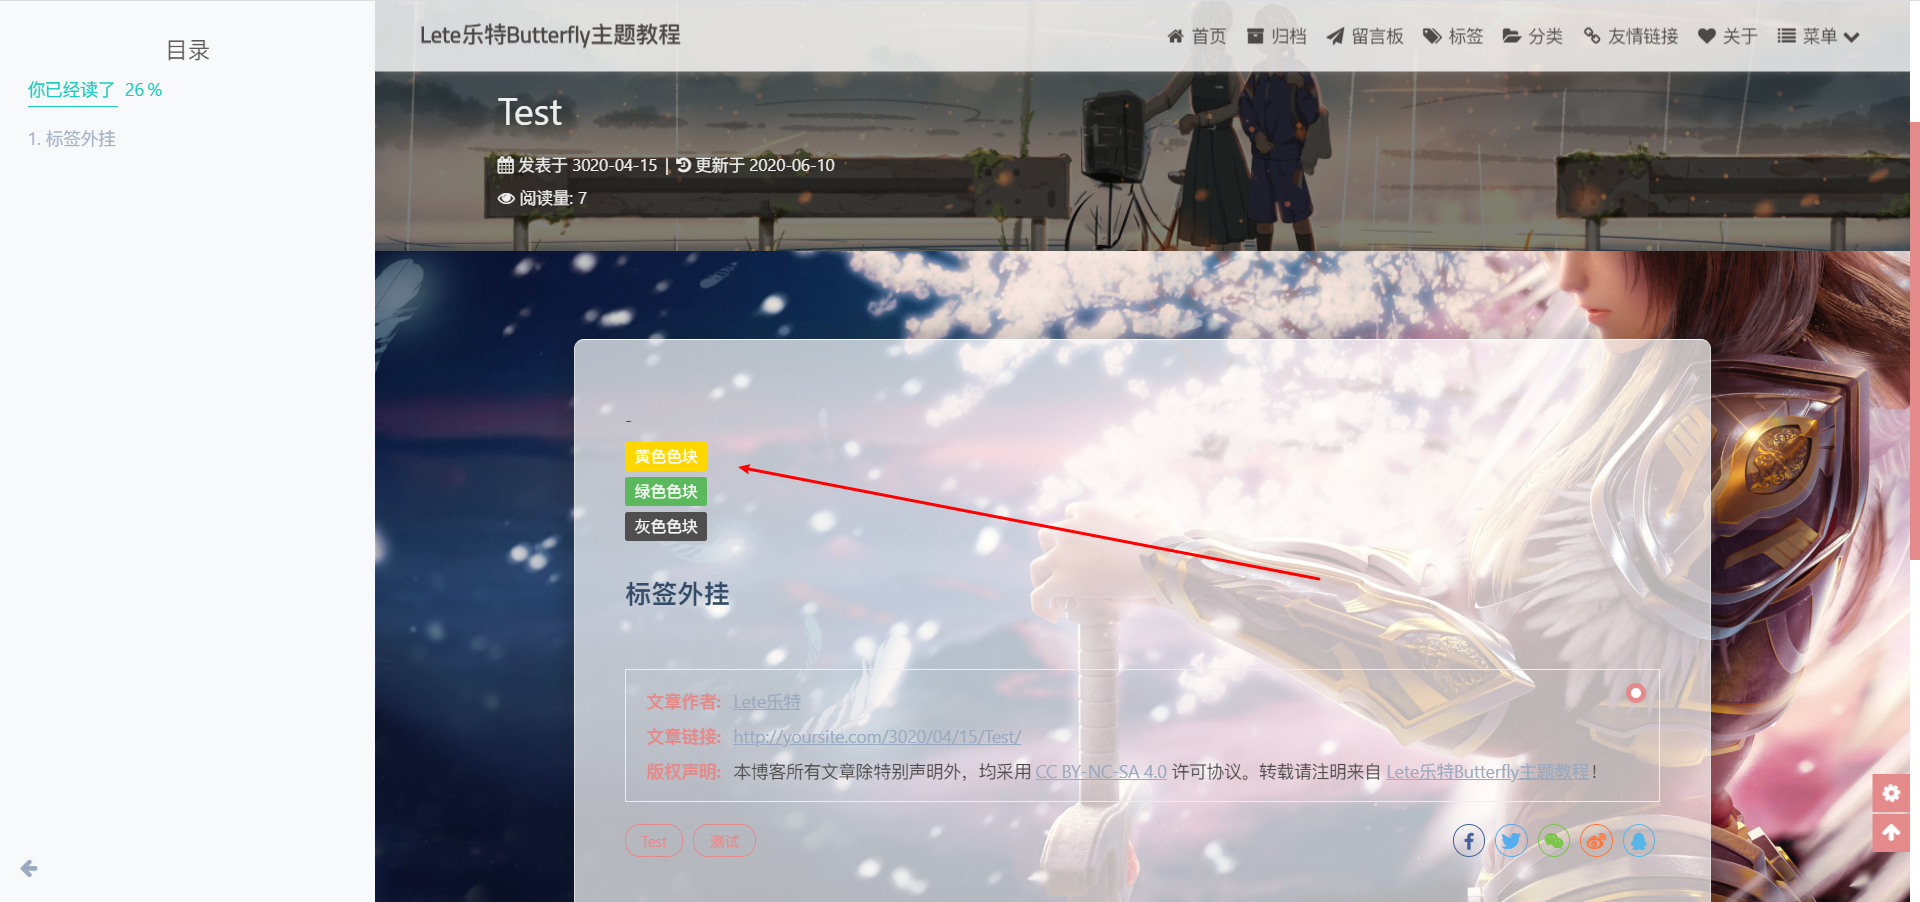 目录
你已经读了 26 %
1. 标签外挂
Lete乐特Butterfly主题教程
首页 归档 留言板 标签 分类 友情链接 关于 菜单
Test
发表于 3020-04-15 | 更新于 2020-06-10
阅读量: 7
-
黄色色块
绿色色块
灰色色块
标签外挂
文章作者: Lete乐特
文章链接: http://yoursite.com/3020/04/15/Test/
版权声明: 本博客所有文章除特别声明外，均采用 CC BY-NC-SA 4.0 许可协议。转载请注明来自 Lete乐特Butterfly主题教程！
Test 测试